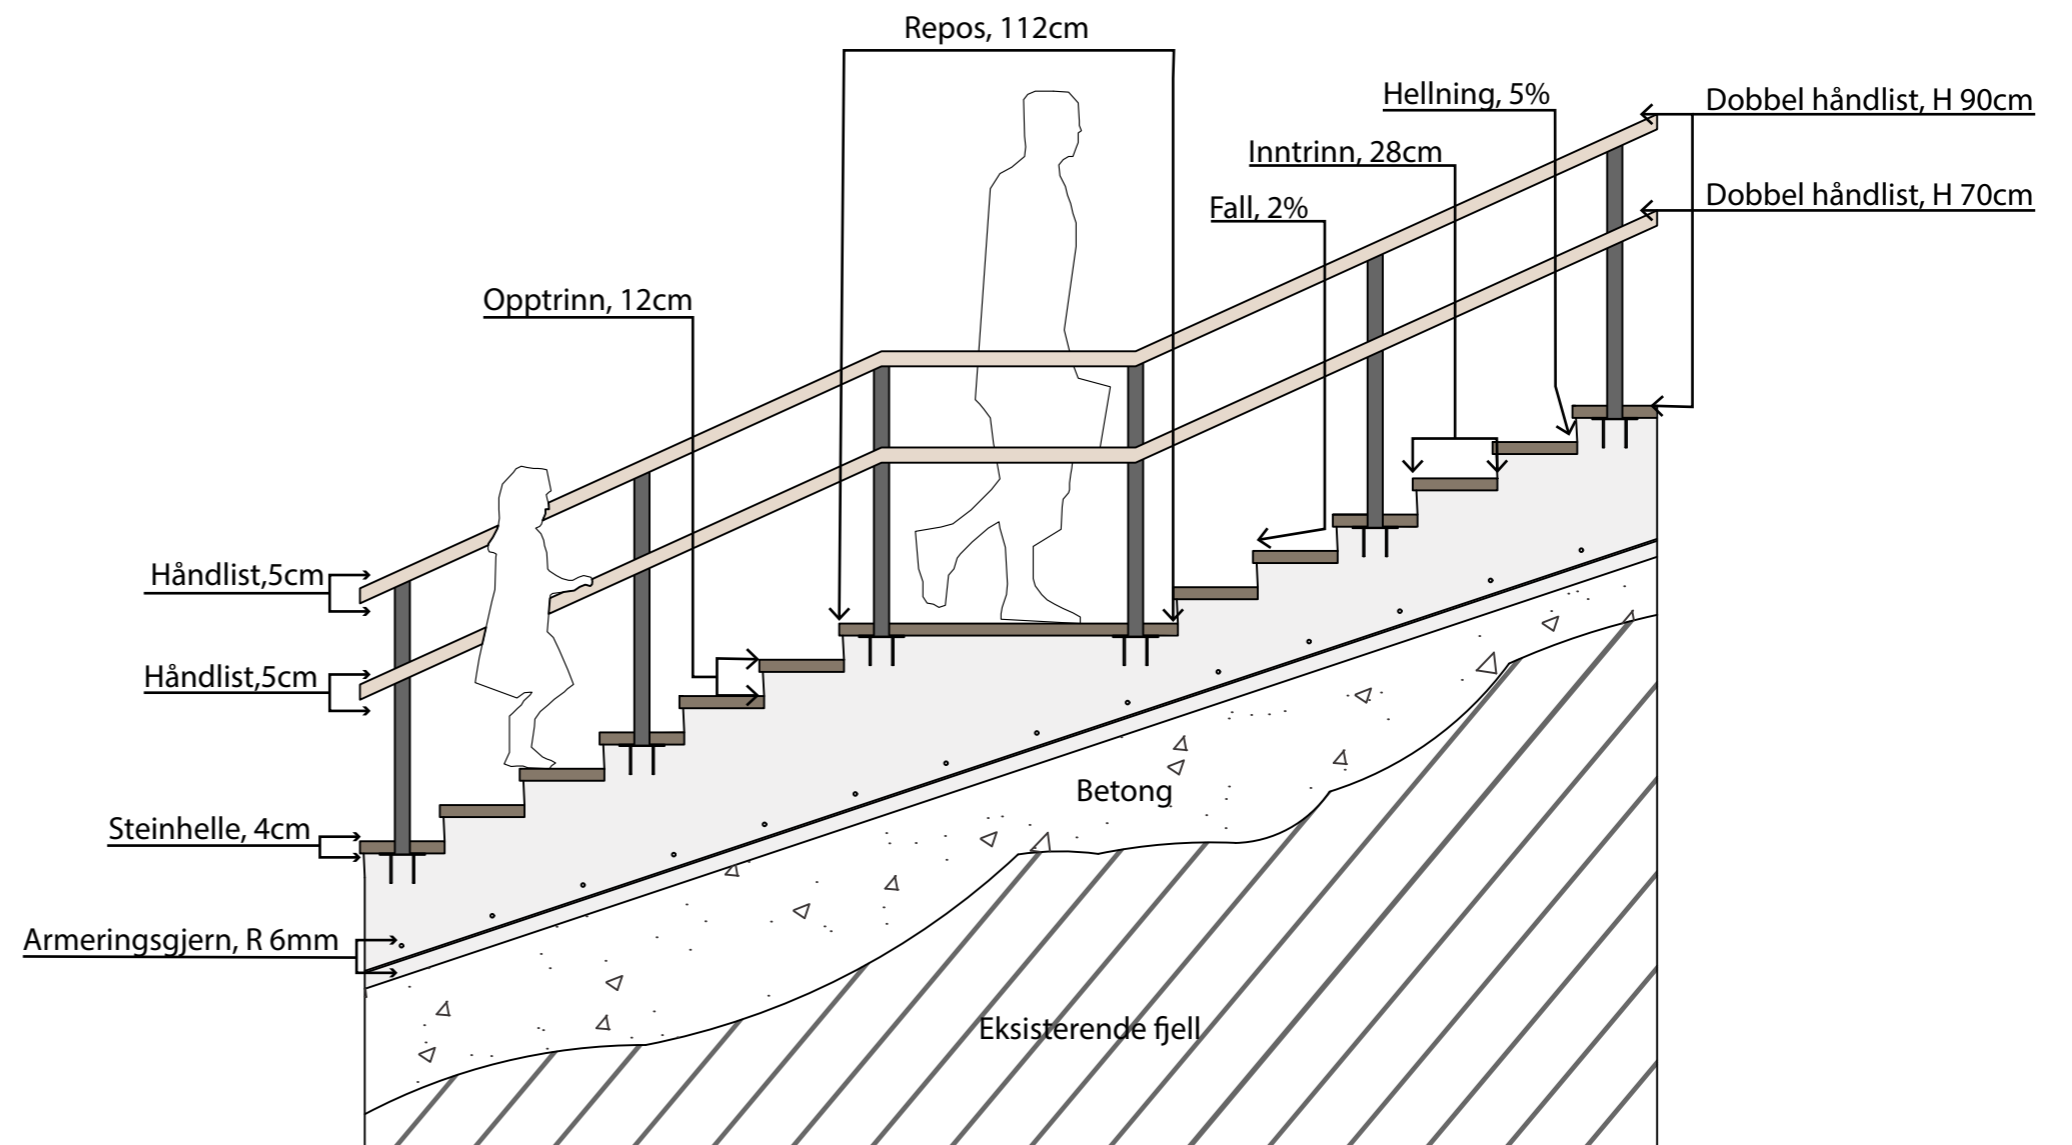 Repos, 112cm
Hellning, 5%
Dobbel håndlist, H 90cm
Inntrinn, 28cm
Dobbel håndlist, H 70cm
Fall, 2%
Opptrinn, 12cm
Håndlist,5cm
Håndlist,5cm
Betong
Steinhelle, 4cm
Armeringsgjern, R 6mm
Eksisterende fjell